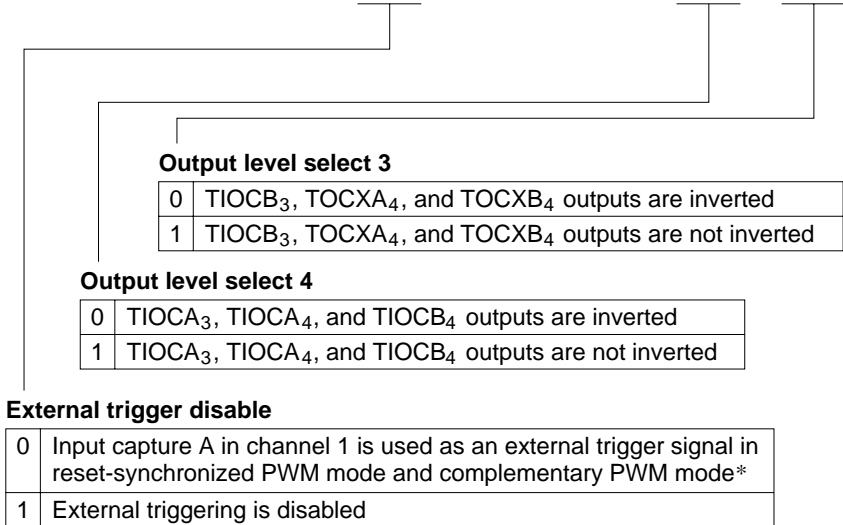 Output level select 3
0 TIOCB₃, TOCXA₄, and TOCXB₄ outputs are inverted
1 TIOCB₃, TOCXA₄, and TOCXB₄ outputs are not inverted
Output level select 4
0 TIOCA₃, TIOCA₄, and TIOCB₄ outputs are inverted
1 TIOCA₃, TIOCA₄, and TIOCB₄ outputs are not inverted
External trigger disable
0 Input capture A in channel 1 is used as an external trigger signal in
reset-synchronized PWM mode and complementary PWM mode*
1 External triggering is disabled